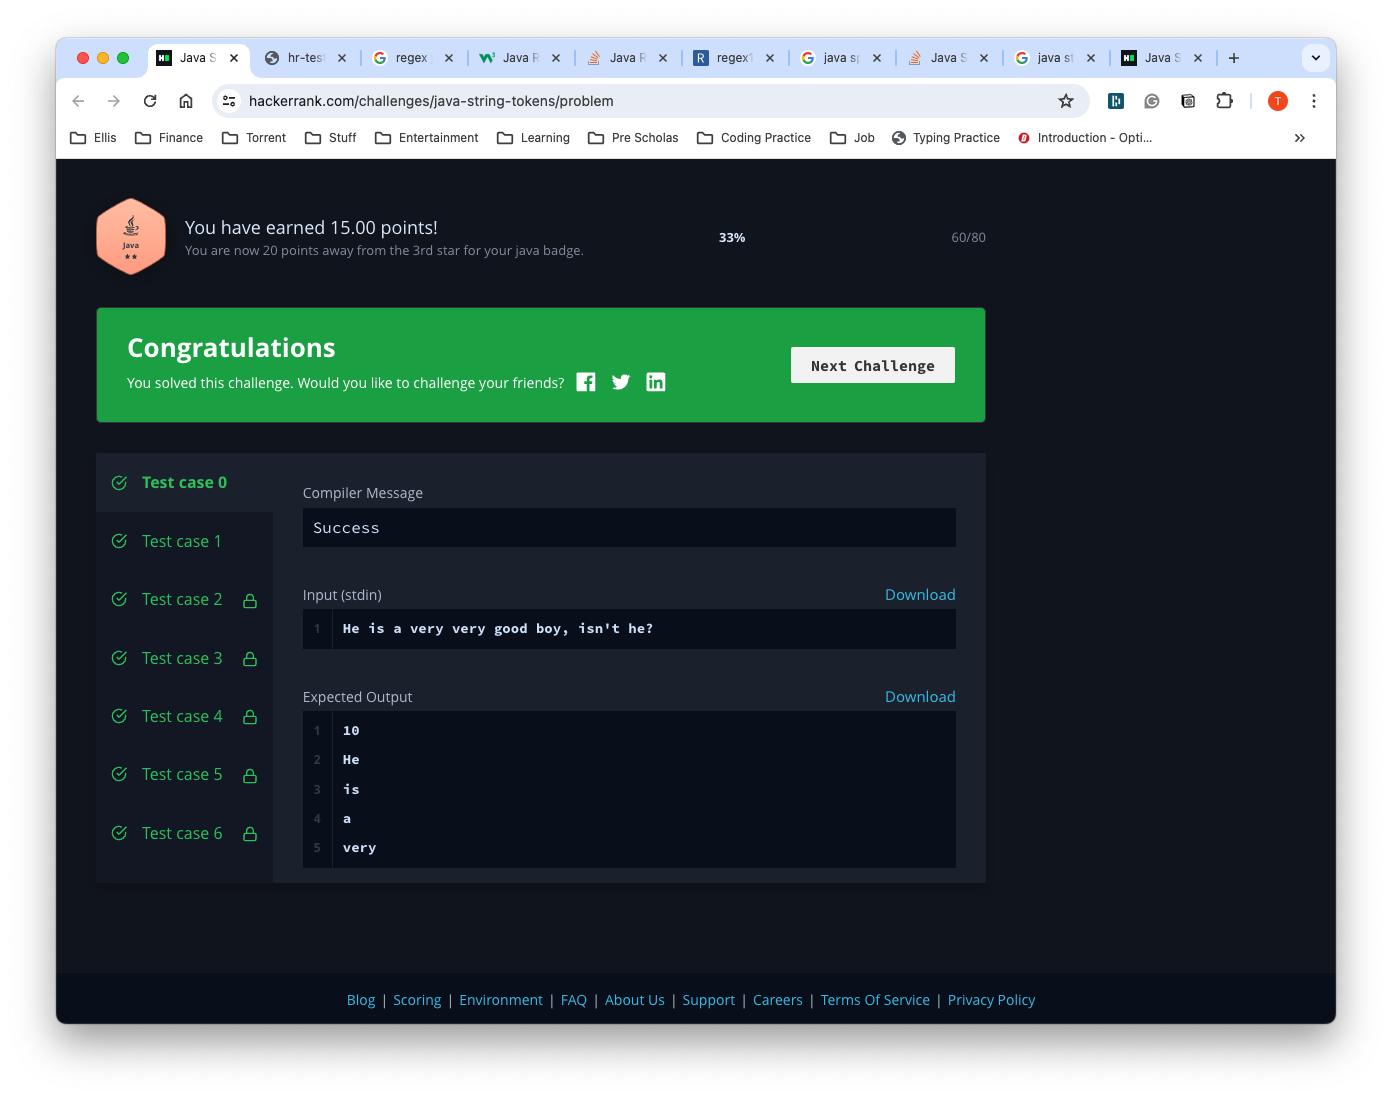 Java S
hr-test
regex
Java R
Java R
regex1
java sp
Java S
java st
Java S
hackerrank.com/challenges/java-string-tokens/problem
T
Ellis
Finance
Torrent
Stuff
Entertainment
Learning
Pre Scholas
Coding Practice
Job
Typing Practice
Introduction - Opti...
Java
You have earned 15.00 points!
You are now 20 points away from the 3rd star for your java badge.
33%
60/80
Congratulations
You solved this challenge. Would you like to challenge your friends?
Next Challenge
Test case 0
Test case 1
Test case 2
Test case 3
Test case 4
Test case 5
Test case 6
Compiler Message
Success
Input (stdin)
Download
1 He is a very very good boy, isn't he?
Expected Output
Download
1 10
2 He
3 is
4 a
5 very
Blog | Scoring | Environment | FAQ | About Us | Support | Careers | Terms Of Service | Privacy Policy